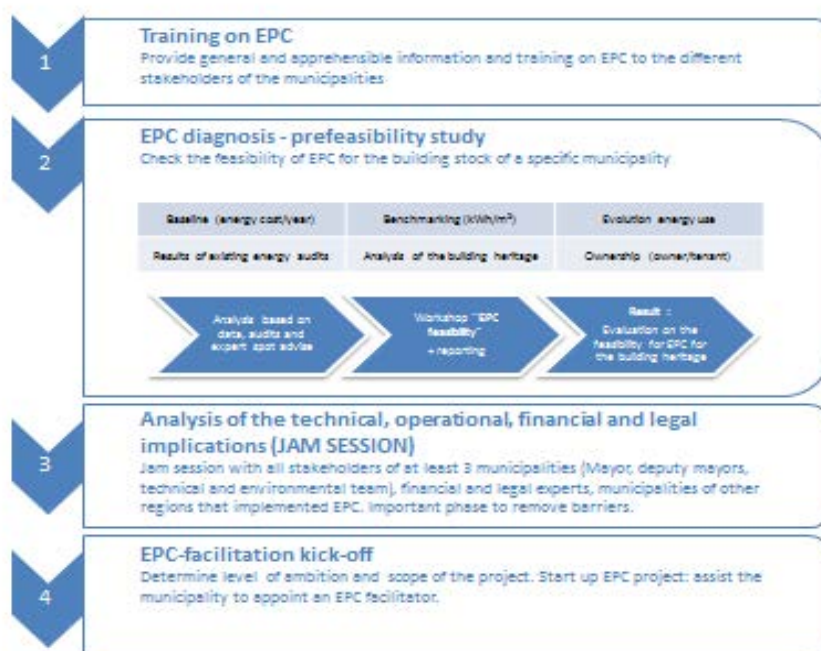 1
Training on EPC
Provide general and apprehensible information and training on EPC to the different
stakeholders of the municipalities
2
EPC diagnosis - prefeasibility study
Check the feasibility of EPC for the building stock of a specific municipality
Baseline (energy cost/year)
Benchmarking (kWh/m²)
Evolution energy use
Results of existing energy audits
Analysis of the building heritage
Ownership (owner/tenant)
Analysis based on
data, audits and
expert spot advise
Workshop "EPC
feasibility"
+ reporting
Result :
Evaluation on the
feasibility for EPC for
the building heritage
3
Analysis of the technical, operational, financial and legal
implications (JAM SESSION)
Jam session with all stakeholders of at least 3 municipalities (Mayor, deputy mayors,
technical and environmental team), financial and legal experts, municipalities of other
regions that implemented EPC. Important phase to remove barriers.
4
EPC-facilitation kick-off
Determine level of ambition and scope of the project. Start up EPC project: assist the
municipality to appoint an EPC facilitator.